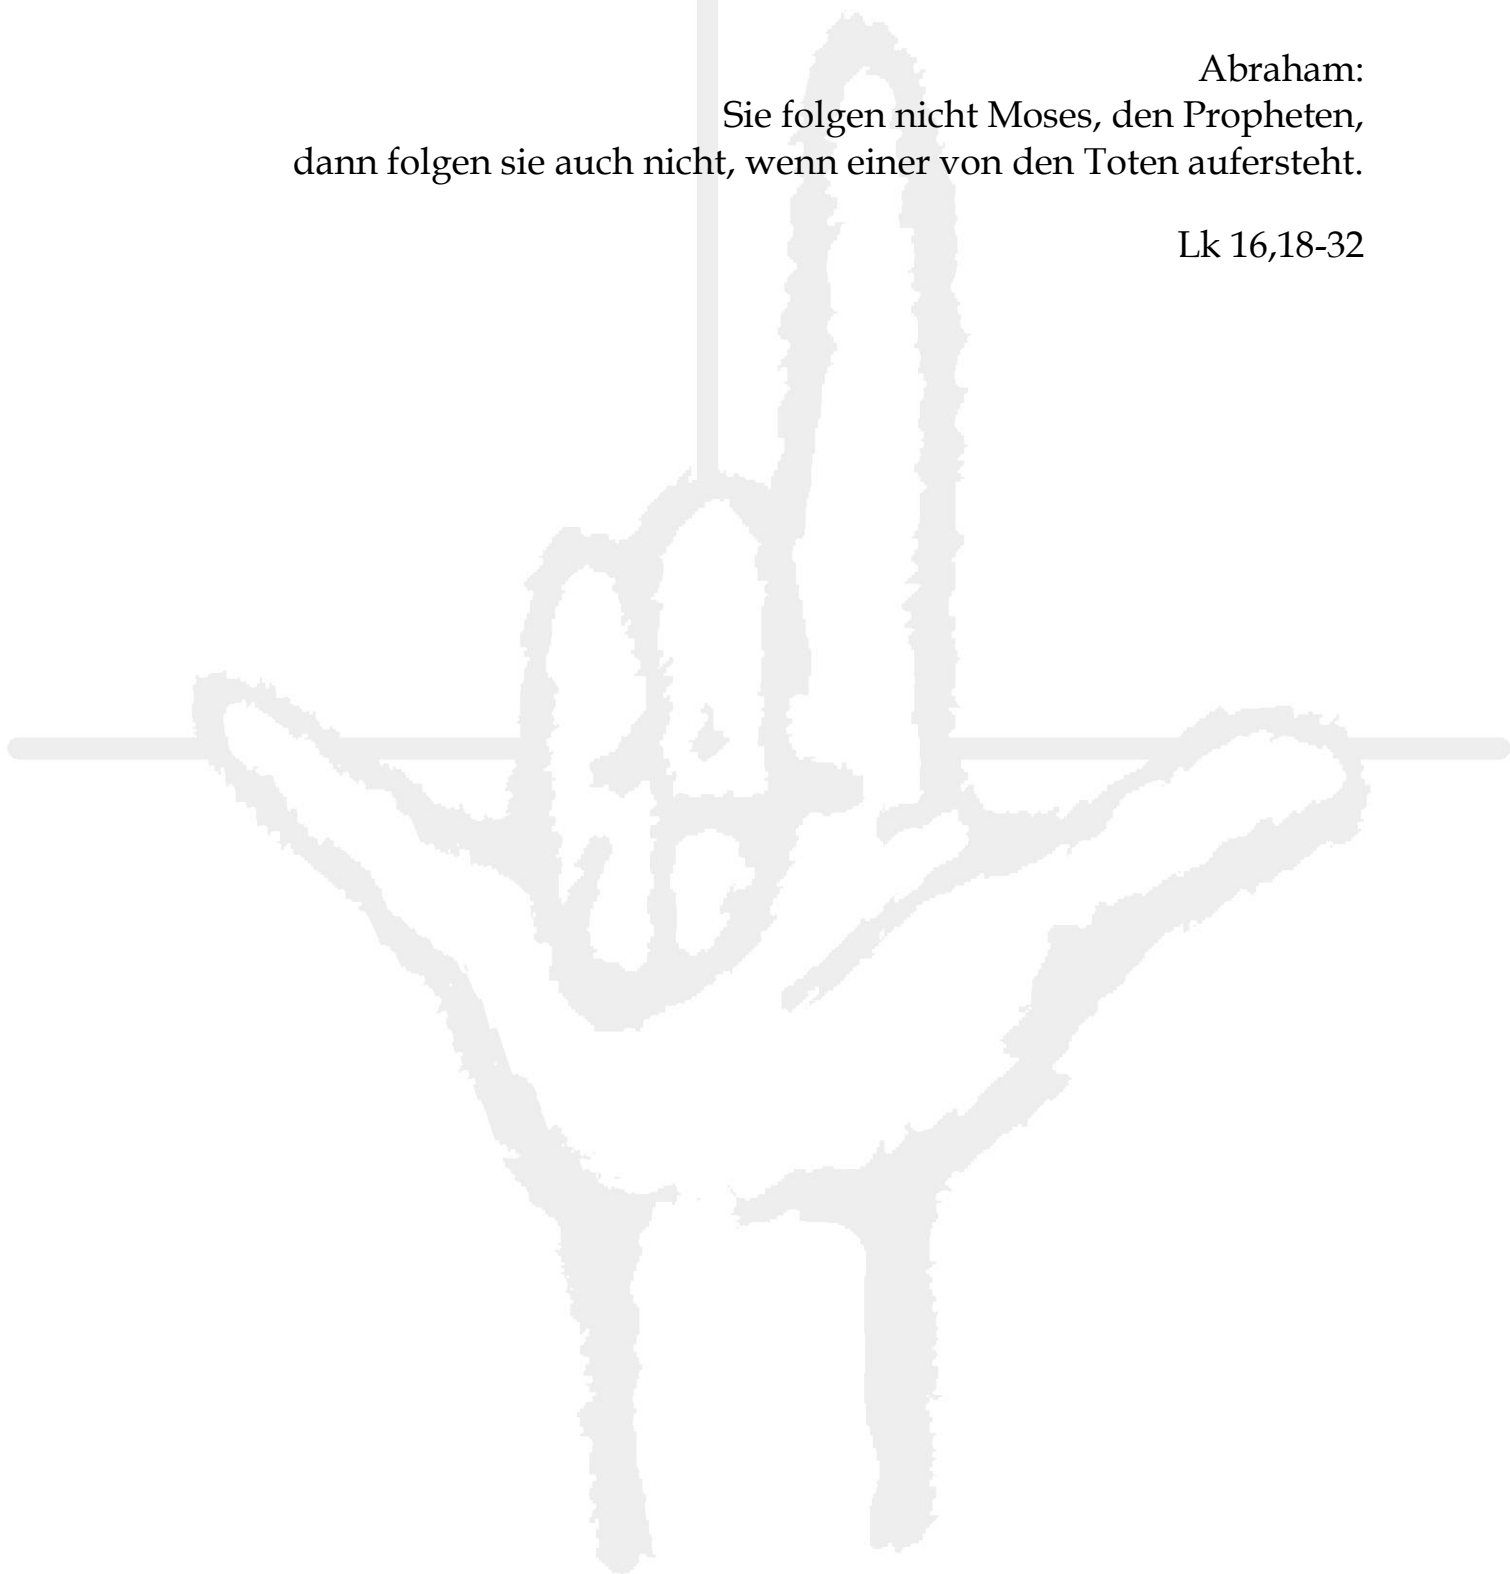 Abraham:
Sie folgen nicht Moses, den Propheten,
dann folgen sie auch nicht, wenn einer von den Toten aufersteht.
Lk 16,18-32